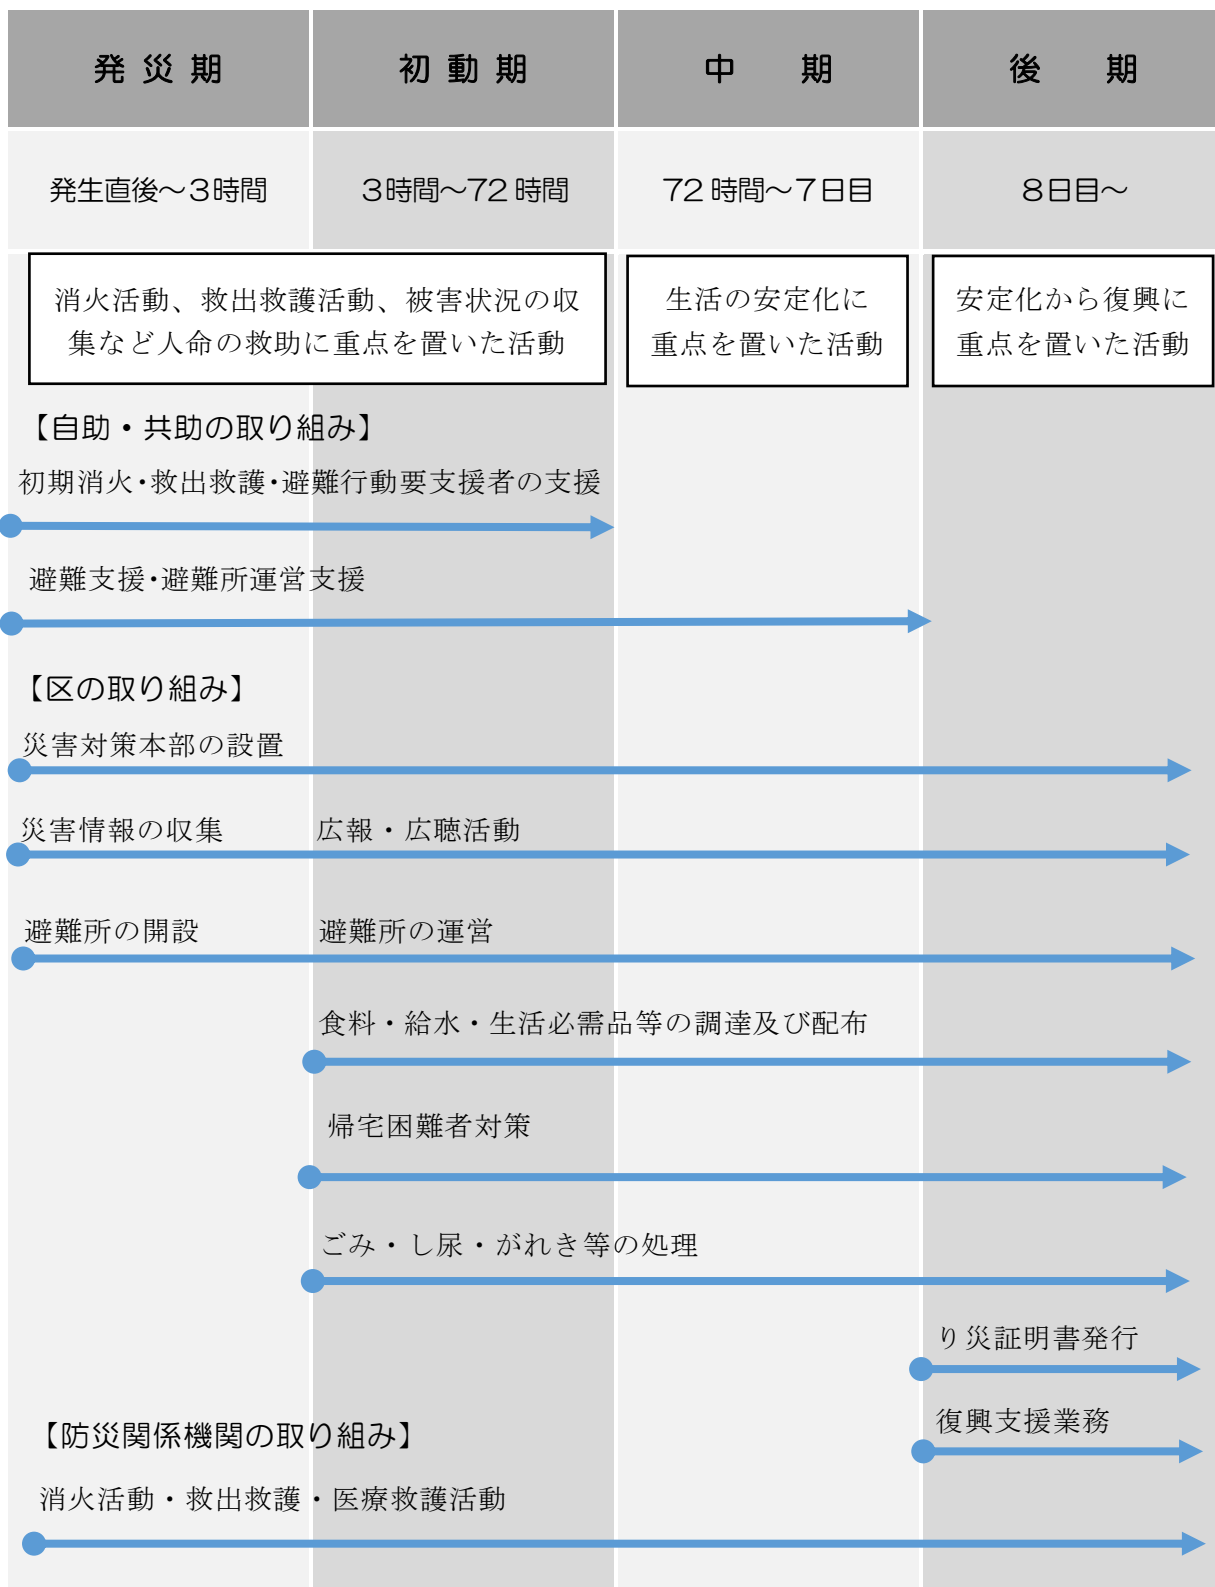 発災期
初動期
中期
後期
発生直後～3時間
3時間～72時間
72時間～7日目
8日目～
消火活動、救出救護活動、被害状況の収
集など人命の救助に重点を置いた活動
生活の安定化に
重点を置いた活動
安定化から復興に
重点を置いた活動
【自助・共助の取り組み】
初期消火・救出救護・避難行動要支援者の支援
避難支援・避難所運営支援
【区の取り組み】
災害対策本部の設置
災害情報の収集
広報・広聴活動
避難所の開設
避難所の運営
食料・給水・生活必需品等の調達及び配布
帰宅困難者対策
ごみ・し尿・がれき等の処理
り災証明書発行
復興支援業務
【防災関係機関の取り組み】
消火活動・救出救護・医療救護活動